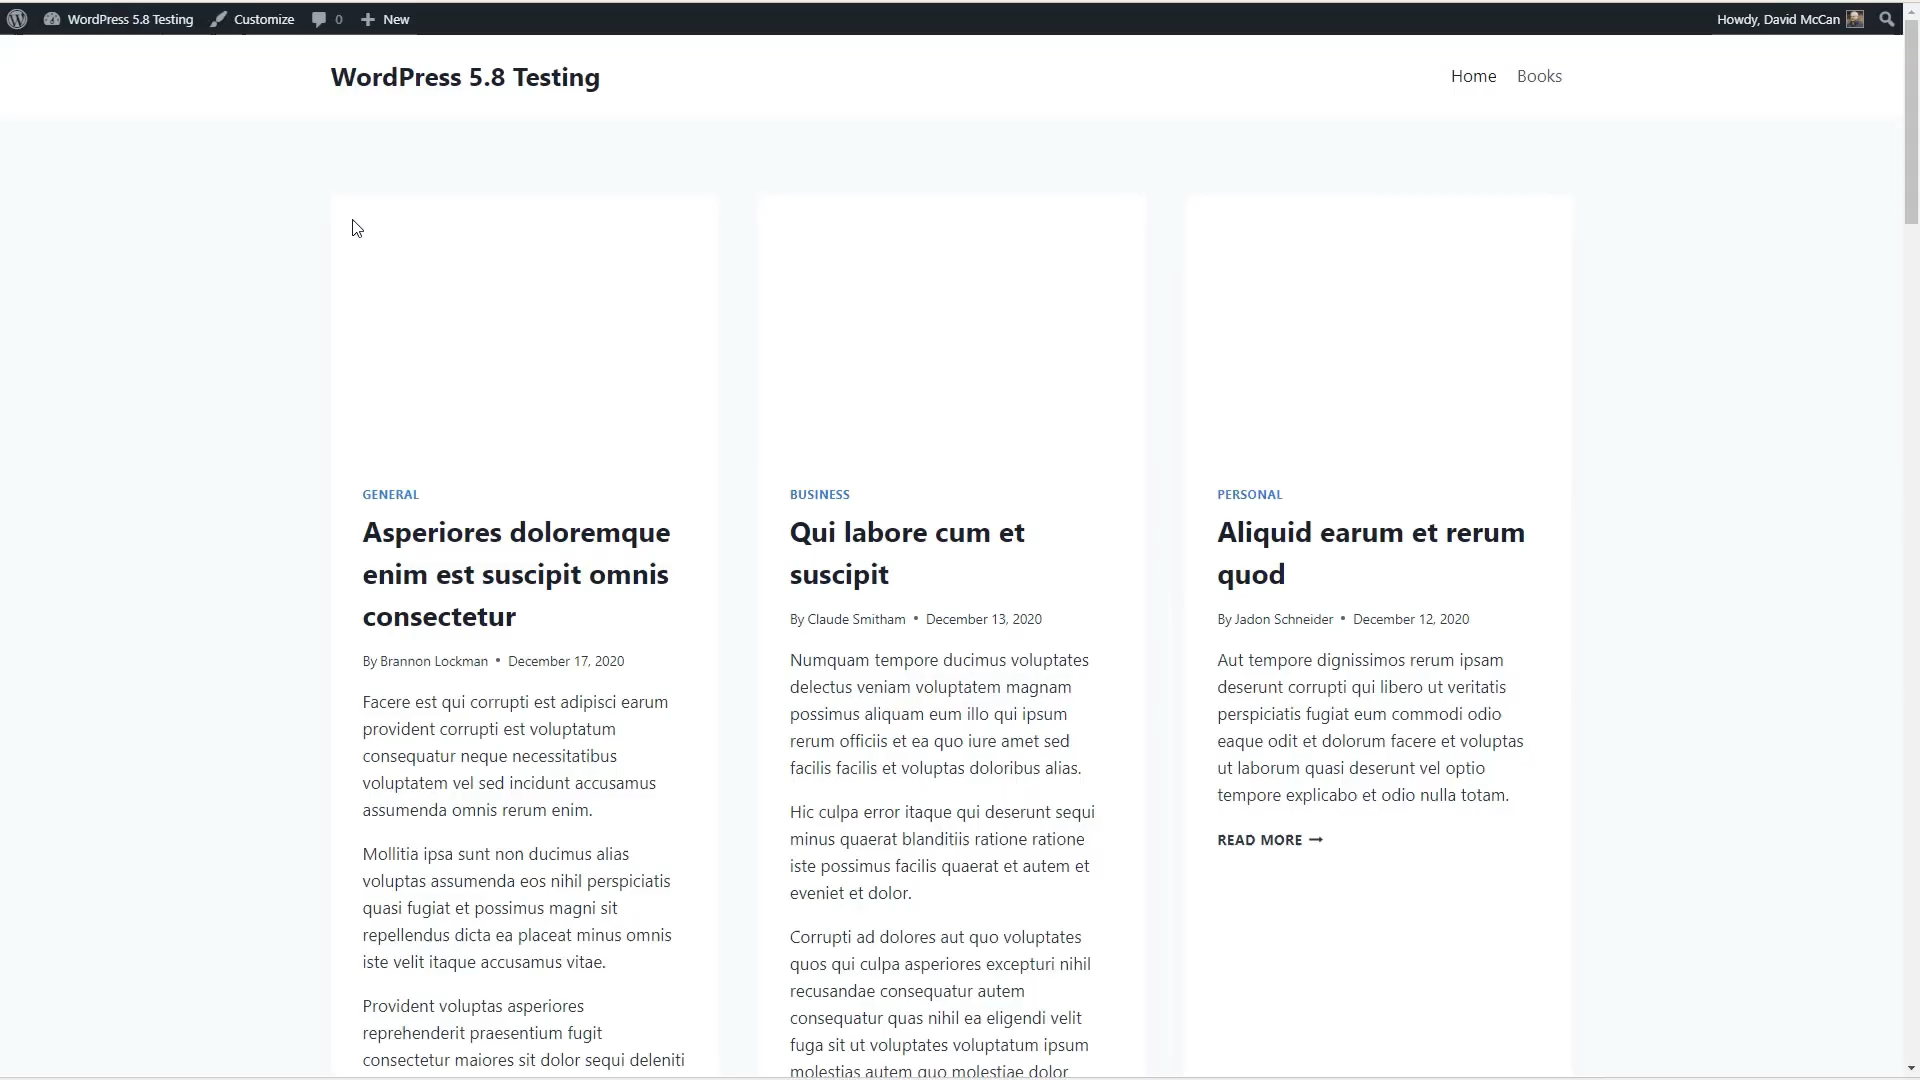 WordPress 5.8 Testing Customize 0 New Howdy, David McCan
WordPress 5.8 Testing
Home Books
GENERAL
Asperiores doloremque
enim est suscipit omnis
consectetur
By Brannon Lockman • December 17, 2020
Facere est qui corrupti est adipisci earum
provident corrupti est voluptatum
consequatur neque necessitatibus
voluptatem vel sed incidunt accusamus
assumenda omnis rerum enim.
Mollitia ipsa sunt non ducimus alias
voluptas assumenda eos nihil perspiciatis
quasi fugiat et possimus magni sit
repellendus dicta ea placeat minus omnis
iste velit itaque accusamus vitae.
Provident voluptas asperiores
reprehenderit praesentium fugit
consectetur maiores sit dolor sequi deleniti
BUSINESS
Qui labore cum et
suscipit
By Claude Smitham • December 13, 2020
Numquam tempore ducimus voluptates
delectus veniam voluptatem magnam
possimus aliquam eum illo qui ipsum
rerum officiis et ea quo iure amet sed
facilis facilis et voluptas doloribus alias.
Hic culpa error itaque qui deserunt sequi
minus quaerat blanditiis ratione ratione
iste possimus facilis quaerat et autem et
eveniet et dolor.
Corrupti ad dolores aut quo voluptates
quos qui culpa asperiores excepturi nihil
recusandae consequatur autem
consequatur quas nihil ea eligendi velit
fuga sit ut voluptates voluptatum ipsum
molestias autem quo molestiae dolor
PERSONAL
Aliquid earum et rerum
quod
By Jadon Schneider • December 12, 2020
Aut tempore dignissimos rerum ipsam
deserunt corrupti qui libero ut veritatis
perspiciatis fugiat eum commodi odio
eaque odit et dolorum facere et voluptas
ut laborum quasi deserunt vel optio
tempore explicabo et odio nulla totam.
READ MORE →